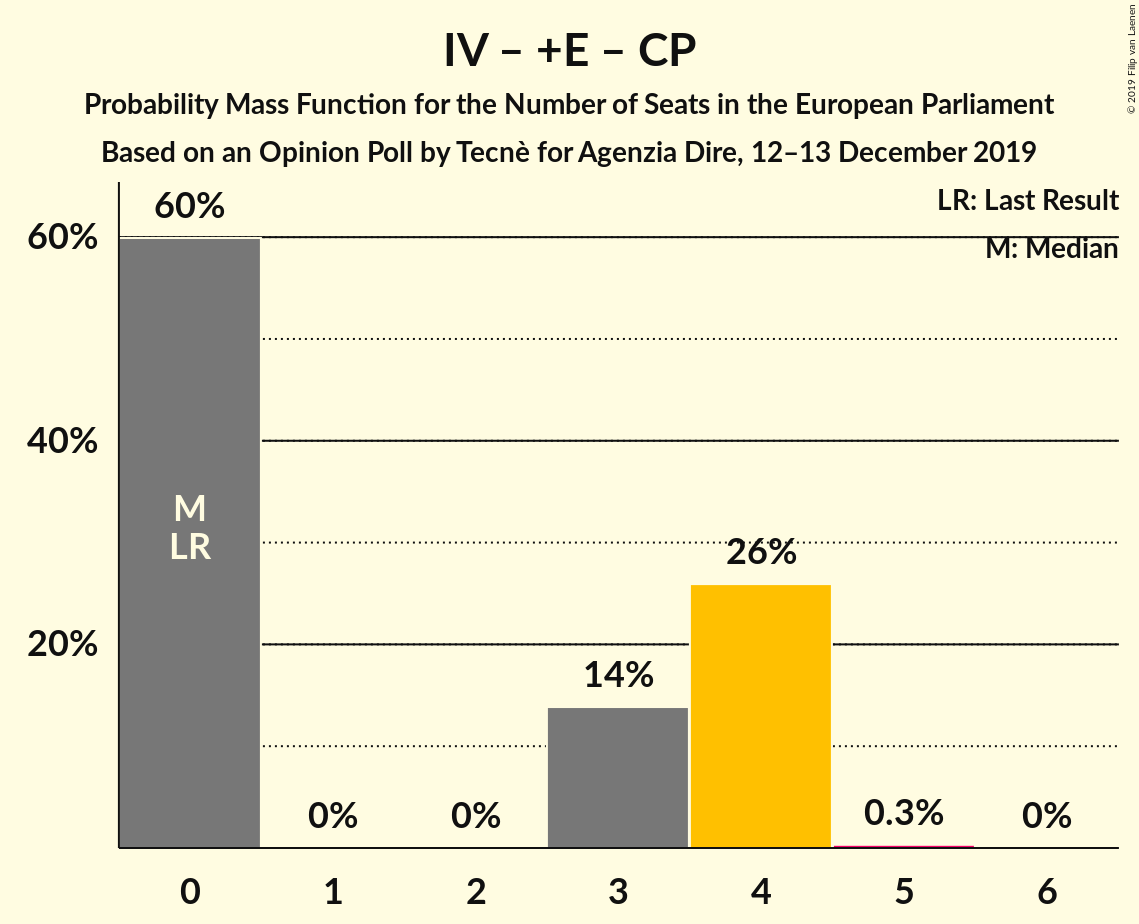 IV – +E – CP
Probability Mass Function for the Number of Seats in the European Parliament
Based on an Opinion Poll by Tecnè for Agenzia Dire, 12–13 December 2019
© 2019 Filip van Laenen
LR: Last Result
M: Median
60%
40%
20%
60%
M
LR
0%
0%
14%
26%
0.3%
0%
0
1
2
3
4
5
6